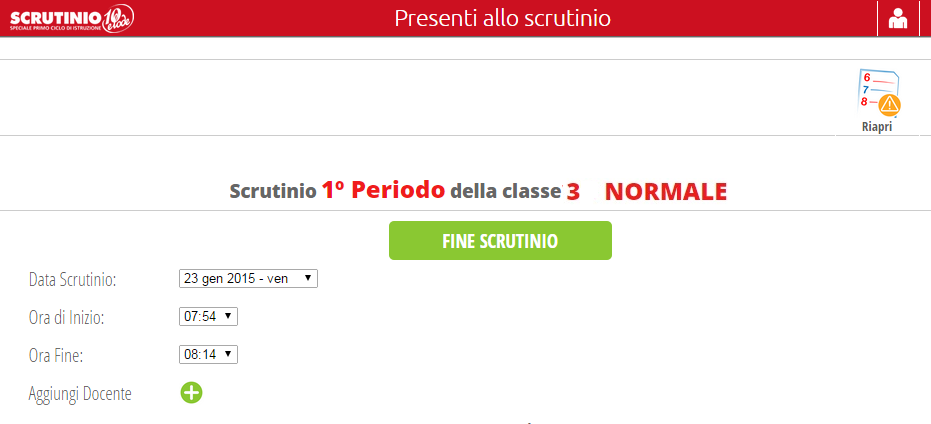 SCRUTINIO 10 e lode
SPECIALE PRIMO CICLO DI ISTRUZIONE
Presenti allo scrutinio
6
7
8
Riapri
Scrutinio 1° Periodo della classe 3 NORMALE
FINE SCRUTINIO
Data Scrutinio: 23 gen 2015 - ven
Ora di Inizio: 07:54
Ora Fine: 08:14
Aggiungi Docente